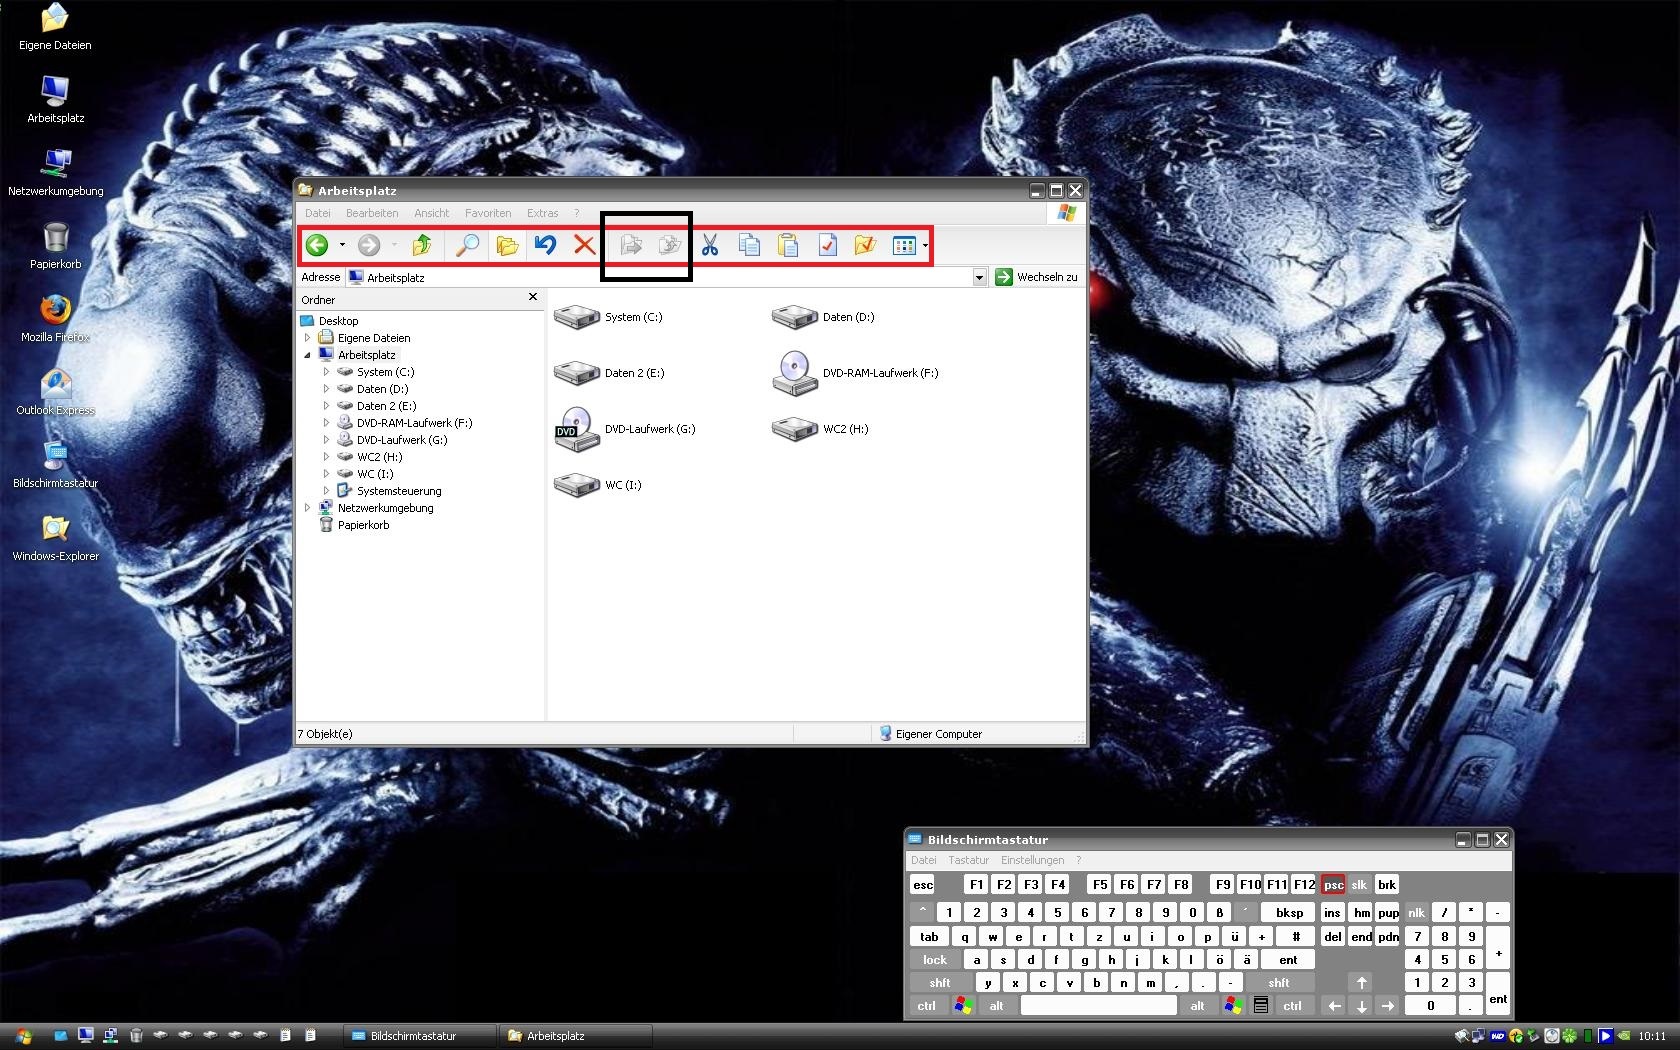 Eigene Dateien
Arbeitsplatz
Netzwerkumgebung
Papierkorb
Mozilla Firefox
Outlook Express
Bildschirmtastatur
Windows-Explorer
Arbeitsplatz
Datei Bearbeiten Ansicht Favoriten Extras ?
Adresse Arbeitsplatz Wechseln zu
Ordner
Desktop
Eigene Dateien
Arbeitsplatz
System (C:)
Daten (D:)
Daten 2 (E:)
DVD-RAM-Laufwerk (F:)
DVD-Laufwerk (G:)
WC2 (H:)
WC (I:)
Systemsteuerung
Netzwerkumgebung
Papierkorb
System (C:) Daten (D:)
Daten 2 (E:) DVD-RAM-Laufwerk (F:)
DVD DVD-Laufwerk (G:) WC2 (H:)
WC (I:)
7 Objekt(e) Eigener Computer
Bildschirmtastatur
Datei Tastatur Einstellungen ?
esc F1 F2 F3 F4 F5 F6 F7 F8 F9 F10 F11 F12 psc slk brk
^ 1 2 3 4 5 6 7 8 9 0 ß ´ bksp ins hm pup nlk / * -
tab q w e r t z u i o p ü + # del end pdn 7 8 9 +
lock a s d f g h j k l ö ä ent 4 5 6
shft y x c v b n m , . - shft ↑ 1 2 3 ent
ctrl alt alt ctrl ← ↓ → 0 .
Bildschirmtastatur Arbeitsplatz WD 10:11